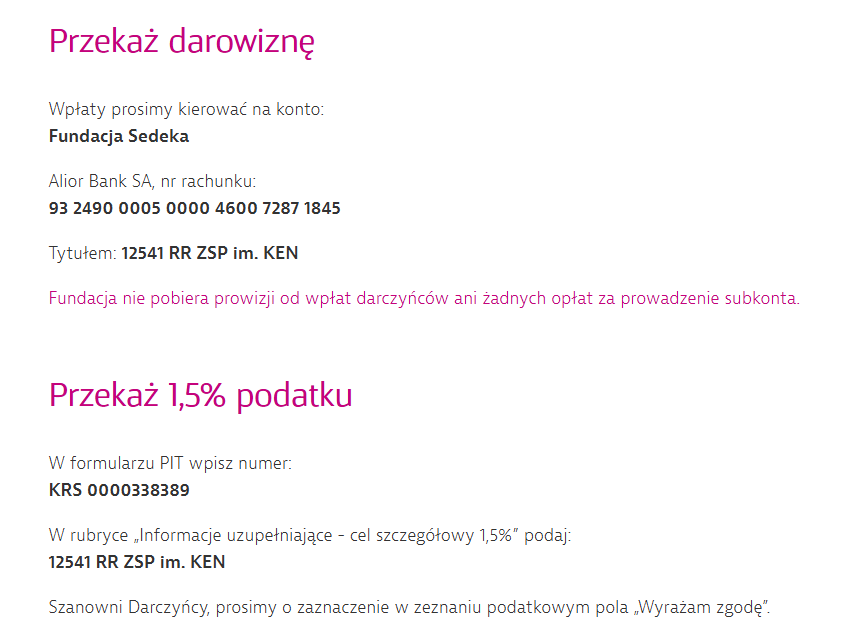 Przekaż darowiznę
Wpłaty prosimy kierować na konto:
Fundacja Sedeka
Alior Bank SA, nr rachunku:
93 2490 0005 0000 4600 7287 1845
Tytułem: 12541 RR ZSP im. KEN
Fundacja nie pobiera prowizji od wpłat darczyńców ani żadnych opłat za prowadzenie subkonta.
Przekaż 1,5% podatku
W formularzu PIT wpisz numer:
KRS 0000338389
W rubryce „Informacje uzupełniające - cel szczegółowy 1,5%” podaj:
12541 RR ZSP im. KEN
Szanowni Darczyńcy, prosimy o zaznaczenie w zeznaniu podatkowym pola „Wyrażam zgodę”.